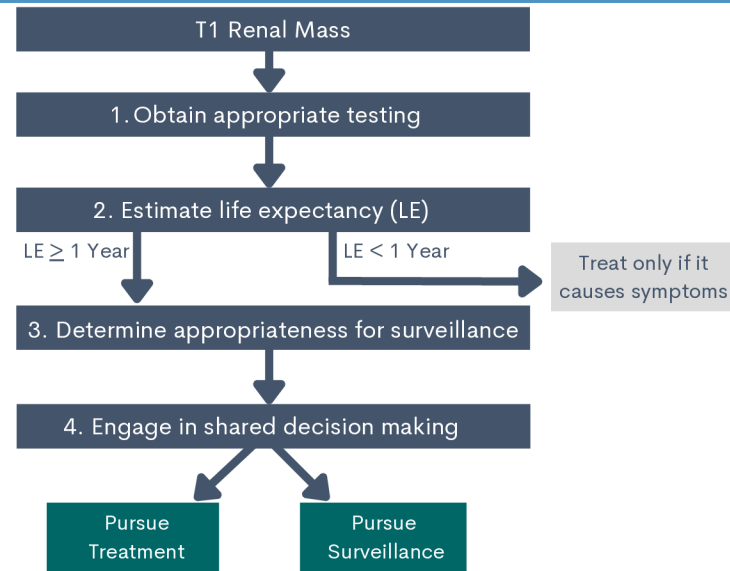 T1 Renal Mass
1. Obtain appropriate testing
2. Estimate life expectancy (LE)
LE ≥ 1 Year
LE < 1 Year
Treat only if it
causes symptoms
3. Determine appropriateness for surveillance
4. Engage in shared decision making
Pursue
Treatment
Pursue
Surveillance